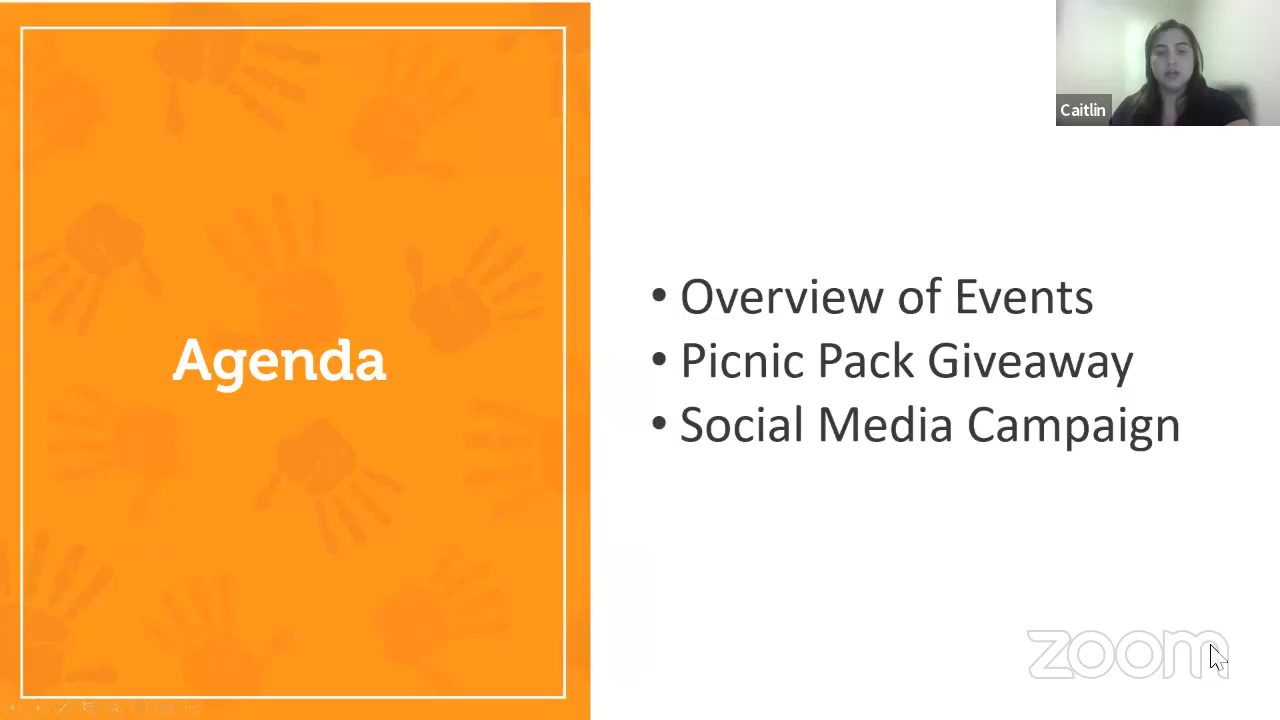 Caitlin
Agenda
• Overview of Events
• Picnic Pack Giveaway
• Social Media Campaign
zoom